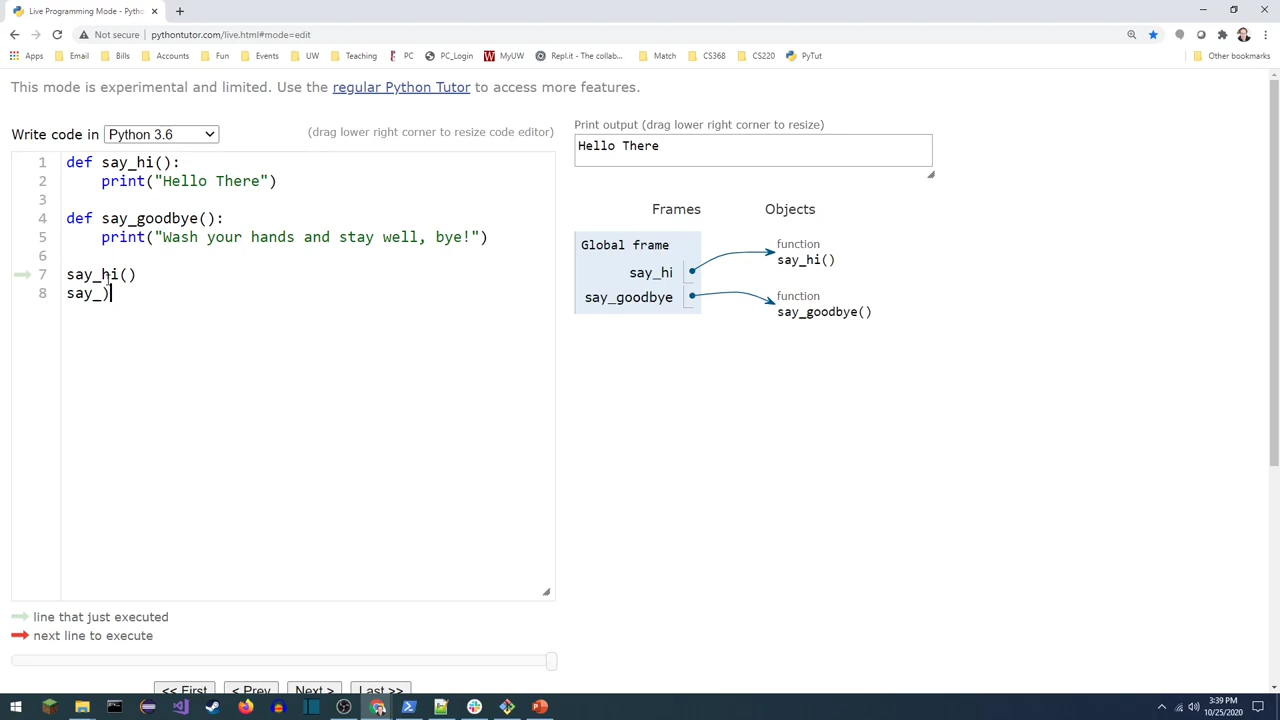 Live Programming Mode - Pytho
Not secure | pythontutor.com/live.html#mode=edit
Apps Email Bills Accounts Fun Events UW Teaching PC PC_Login MyUW Repl.it - The collab... Match CS368 CS220 PyTut Other bookmarks
This mode is experimental and limited. Use the regular Python Tutor to access more features.
Write code in Python 3.6 (drag lower right corner to resize code editor)
1 def say_hi():
2 print("Hello There")
3
4 def say_goodbye():
5 print("Wash your hands and stay well, bye!")
6
7 say_hi()
8 say_)
line that just executed
next line to execute
<< First < Prev Next > Last >>
Print output (drag lower right corner to resize)
Hello There
Frames Objects
Global frame
say_hi
say_goodbye
function
say_hi()
function
say_goodbye()
3:39 PM
10/25/2020